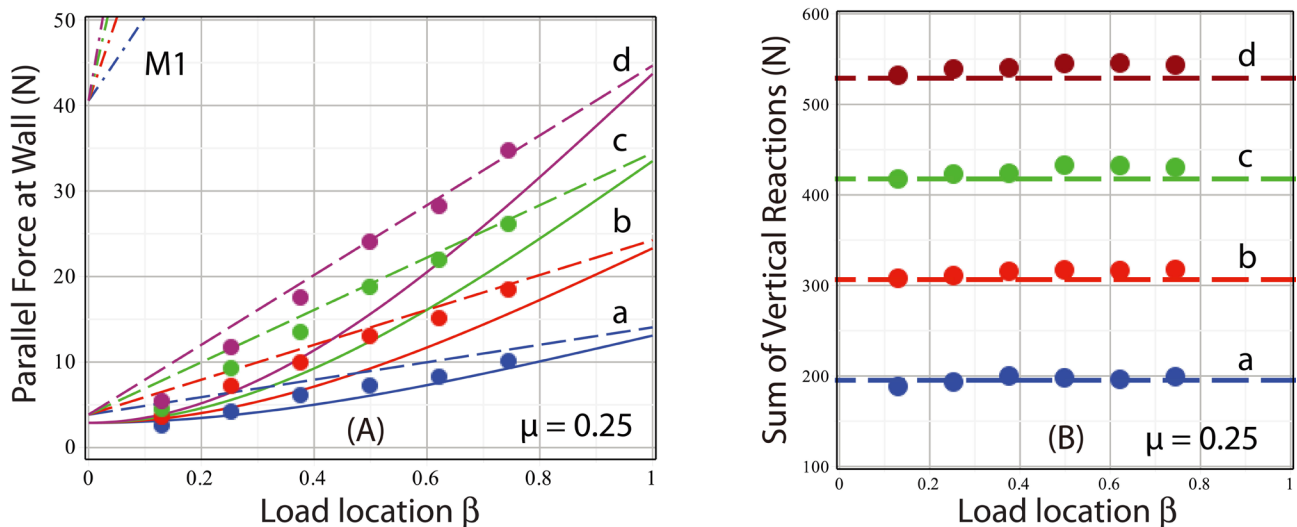 50
40
30
20
10
0
0
0.2
0.4
0.6
0.8
1
Parallel Force at Wall (N)
Load location β
M1
d
c
b
a
(A)
μ = 0.25
600
500
400
300
200
100
0
0.2
0.4
0.6
0.8
1
Sum of Vertical Reactions (N)
Load location β
d
c
b
a
(B)
μ = 0.25